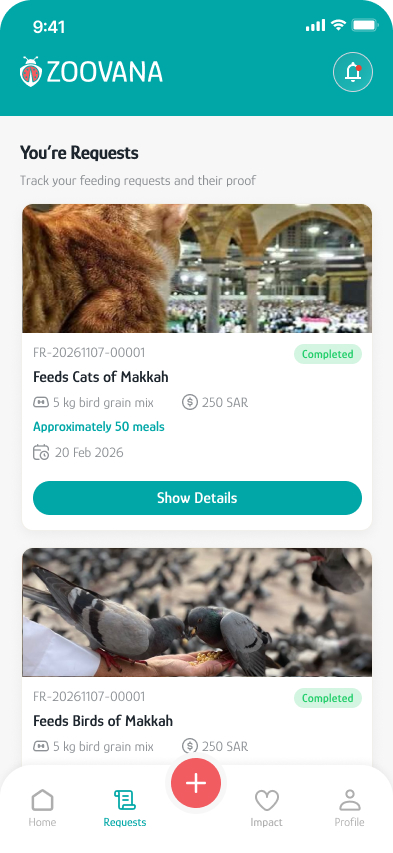 9:41
ZOOVANA
You're Requests
Track your feeding requests and their proof
FR-20261107-00001
Completed
Feeds Cats of Makkah
5 kg bird grain mix
250 SAR
Approximately 50 meals
20 Feb 2026
Show Details
FR-20261107-00001
Completed
Feeds Birds of Makkah
5 kg bird grain mix
250 SAR
Home
Requests
Impact
Profile